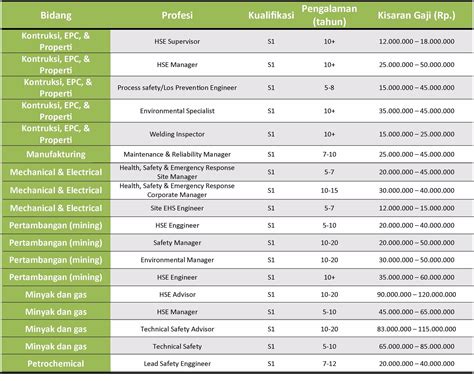 Bidang Profesi Kualifikasi Pengalaman (tahun) Kisaran Gaji (Rp.)
Kontruksi, EPC, & Properti HSE Supervisor S1 10+ 12.000.000 – 18.000.000
Kontruksi, EPC, & Properti HSE Manager S1 10+ 25.000.000 – 50.000.000
Kontruksi, EPC, & Properti Process safety/Los Prevention Engineer S1 5-8 15.000.000 – 45.000.000
Kontruksi, EPC, & Properti Environmental Specialist S1 10+ 35.000.000 – 45.000.000
Kontruksi, EPC, & Properti Welding Inspector S1 10+ 15.000.000 – 25.000.000
Manufakturing Maintenance & Reliability Manager S1 7-10 25.000.000 – 45.000.000
Mechanical & Electrical Health, Safety & Emergency Response Site Manager S1 5-7 20.000.000 – 45.000.000
Mechanical & Electrical Health, Safety & Emergency Response Corporate Manager S1 10-15 30.000.000 – 40.000.000
Mechanical & Electrical Site EHS Enggineer S1 5-7 12.000.000 – 15.000.000
Pertambangan (mining) HSE Enggineer S1 5-10 20.000.000 – 40.000.000
Pertambangan (mining) Safety Manager S1 10-20 20.000.000 – 50.000.000
Pertambangan (mining) Environmental Manager S1 10-20 30.000.000 – 50.000.000
Pertambangan (mining) HSE Engineer S1 10+ 35.000.000 – 60.000.000
Minyak dan gas HSE Advisor S1 10-20 90.000.000 – 120.000.000
Minyak dan gas HSE Manager S1 5-10 45.000.000 – 65.000.000
Minyak dan gas Technical Safety Advisor S1 10-20 83.000.000 – 115.000.000
Minyak dan gas Technical Safety S1 5-10 65.000.000 – 85.000.000
Petrochemical Lead Safety Enggineer S1 7-12 20.000.000 – 40.000.000